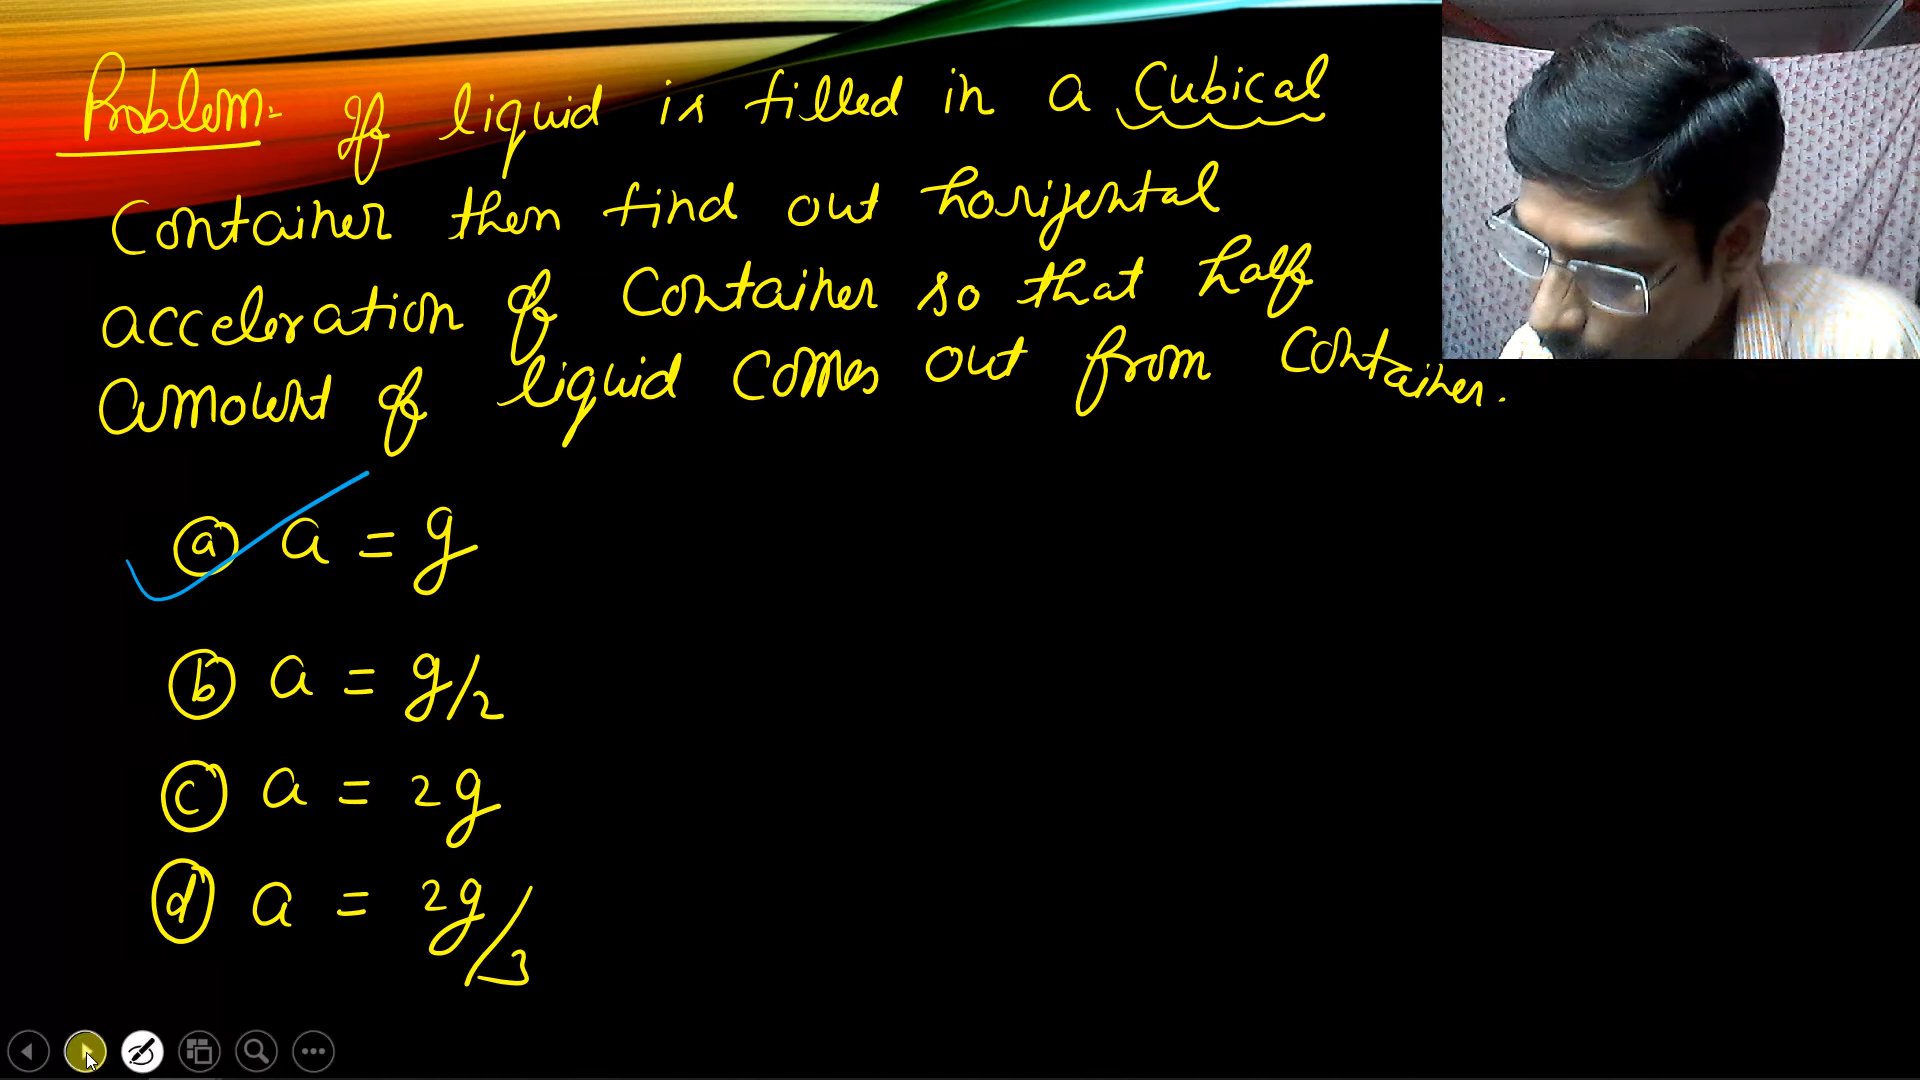 Problem:- If liquid is filled in a Cubical
Container then find out horizental
acceleration of Container so that half
amount of liquid comes out from Container.
(a) a = g
(b) a = g/2
(c) a = 2g
(d) a = 2g/3